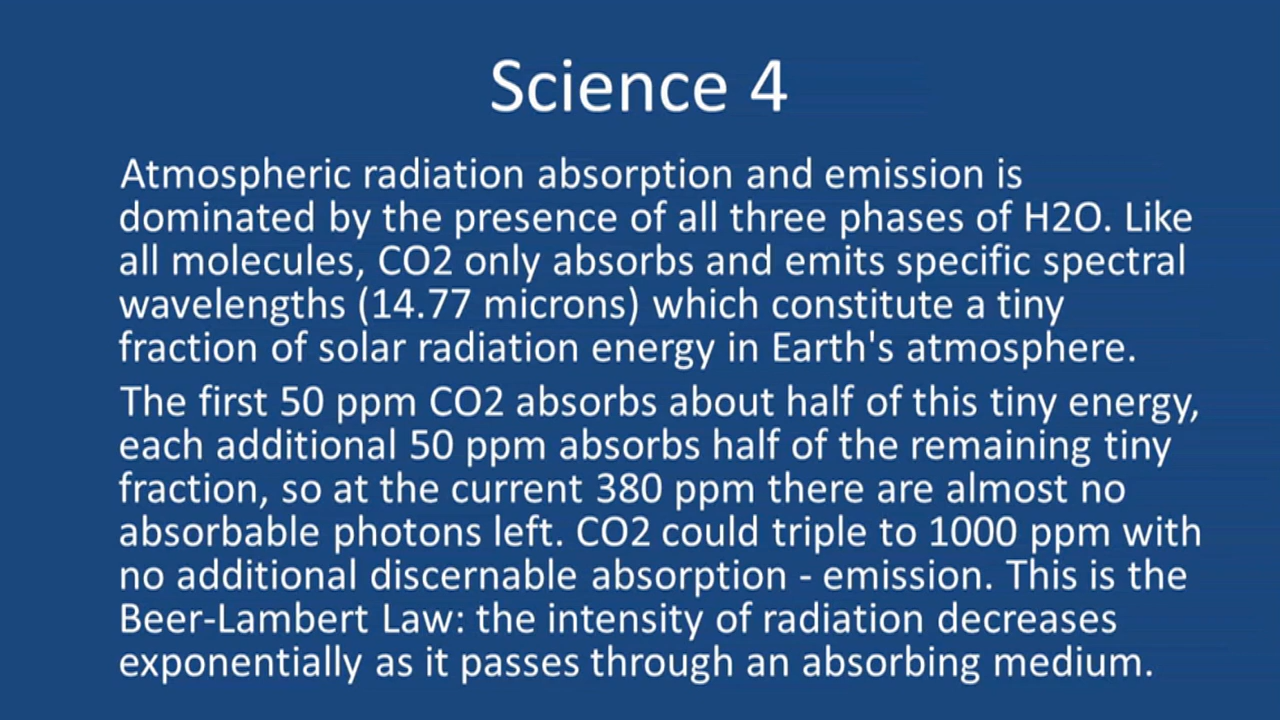 Science 4
Atmospheric radiation absorption and emission is
dominated by the presence of all three phases of H2O. Like
all molecules, CO2 only absorbs and emits specific spectral
wavelengths (14.77 microns) which constitute a tiny
fraction of solar radiation energy in Earth's atmosphere.
The first 50 ppm CO2 absorbs about half of this tiny energy,
each additional 50 ppm absorbs half of the remaining tiny
fraction, so at the current 380 ppm there are almost no
absorbable photons left. CO2 could triple to 1000 ppm with
no additional discernable absorption - emission. This is the
Beer-Lambert Law: the intensity of radiation decreases
exponentially as it passes through an absorbing medium.